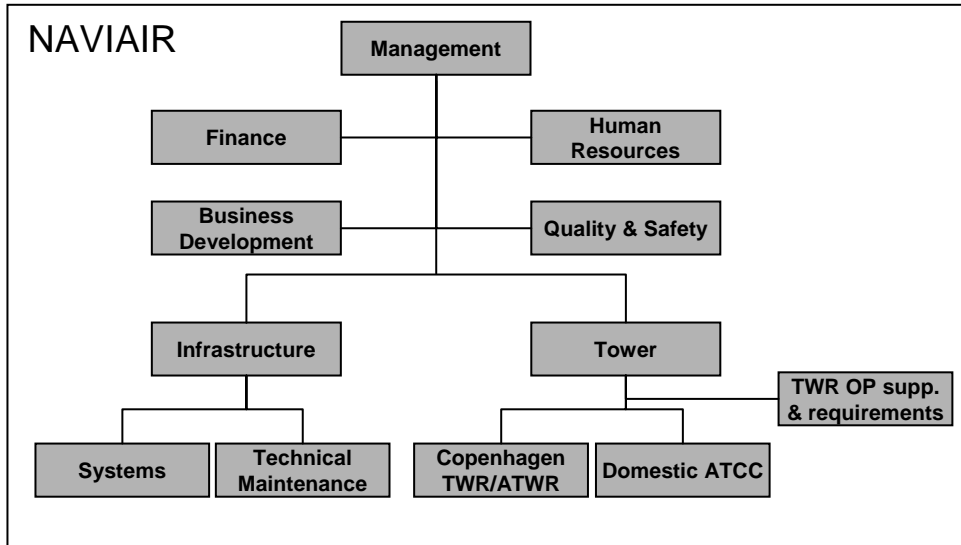 NAVIAIR
Management
Finance
Human
Resources
Business
Development
Quality & Safety
Infrastructure
Tower
TWR OP supp.
& requirements
Systems
Technical
Maintenance
Copenhagen
TWR/ATWR
Domestic ATCC